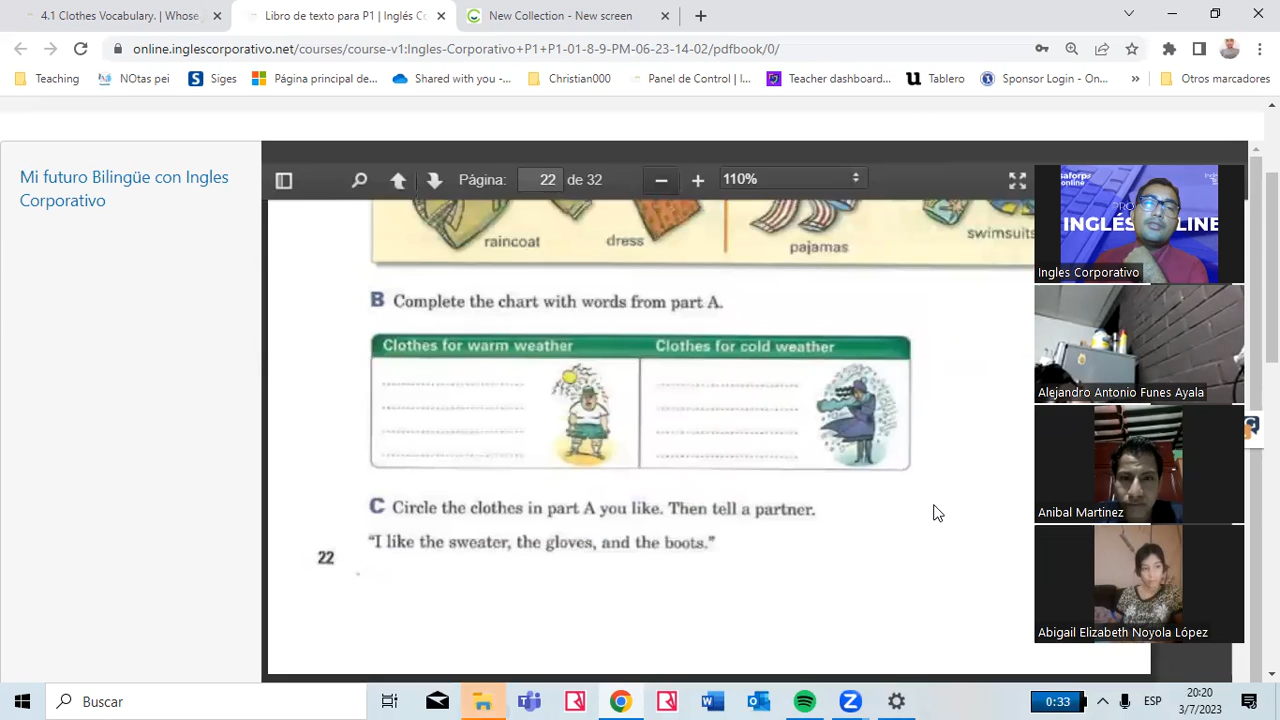 4.1 Clothes Vocabulary. | Whose
Libro de texto para P1 | Inglés Co
New Collection - New screen
online.inglescorporativo.net/courses/course-v1:Ingles-Corporativo+P1+P1-01-8-9-PM-06-23-14-02/pdfbook/0/
Teaching
NOtas pei
Siges
Página principal de...
Shared with you -...
Christian000
Panel de Control | I...
Teacher dashboard...
Tablero
Sponsor Login - On...
»
Otros marcadores
Mi futuro Bilingüe con Ingles
Corporativo
Página: 22 de 32
110%
raincoat
dress
pajamas
swimsuits
B Complete the chart with words from part A.
Clothes for warm weather
Clothes for cold weather
C Circle the clothes in part A you like. Then tell a partner.
"I like the sweater, the gloves, and the boots."
22
INGLÉS
LINE
Ingles Corporativo
Alejandro Antonio Funes Ayala
Anibal Martinez
Abigail Elizabeth Noyola López
Buscar
0:33
ESP
20:20
3/7/2023